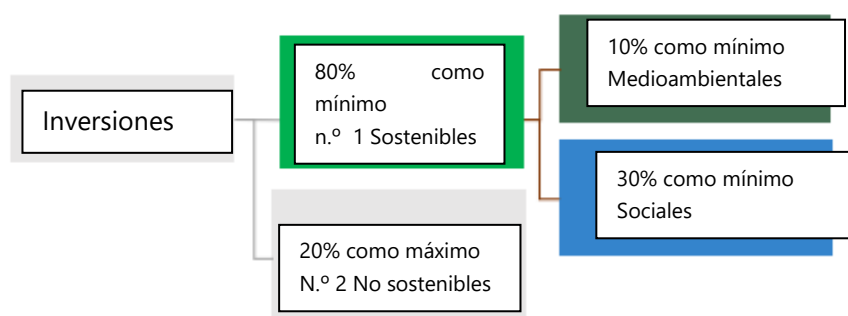 Inversiones
80% como
mínimo
n.º 1 Sostenibles
20% como máximo
N.º 2 No sostenibles
10% como mínimo
Medioambientales
30% como mínimo
Sociales